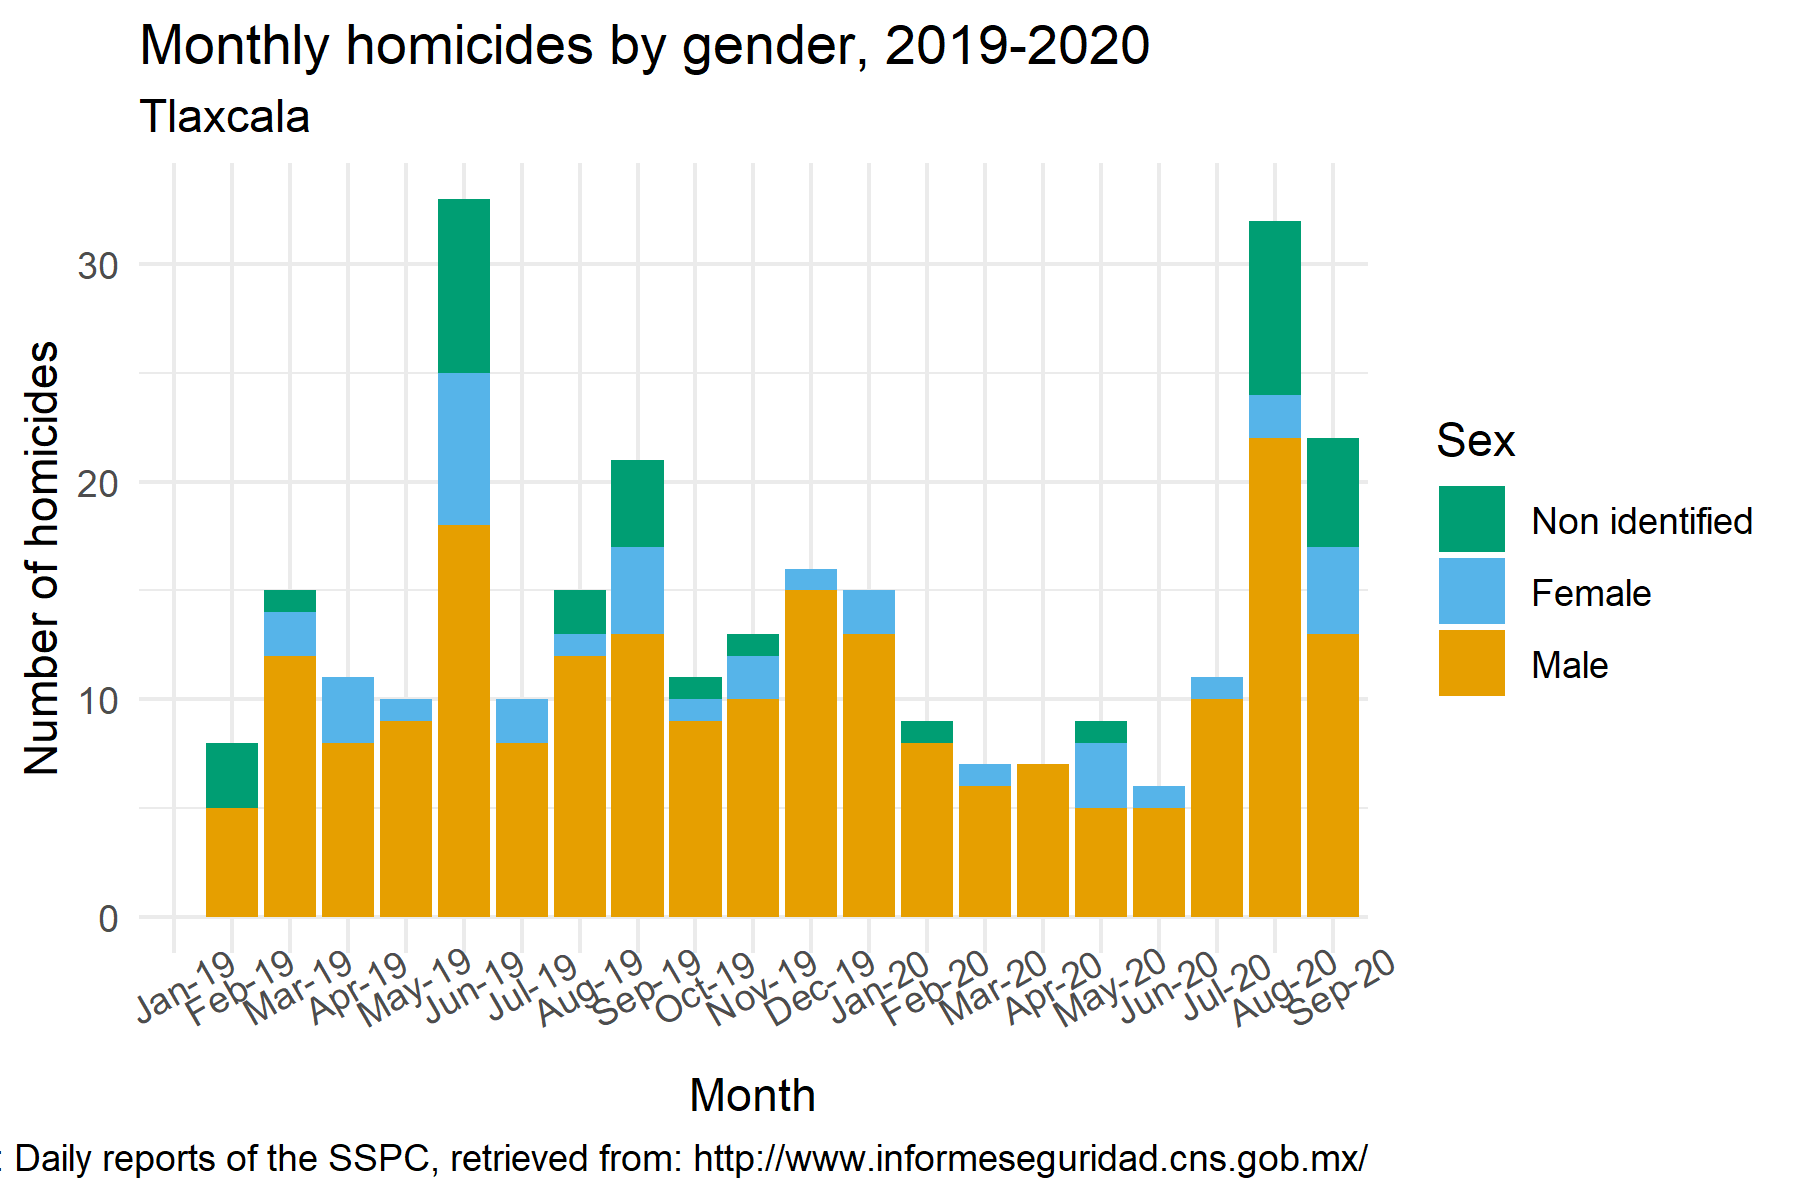 Monthly homicides by gender, 2019-2020
Tlaxcala
Number of homicides
30
20
10
0
Sex
Non identified
Female
Male
Jan-19
Feb-19
Mar-19
Apr-19
May-19
Jun-19
Jul-19
Aug-19
Sep-19
Oct-19
Nov-19
Dec-19
Jan-20
Feb-20
Mar-20
Apr-20
May-20
Jun-20
Jul-20
Aug-20
Sep-20
Month
: Daily reports of the SSPC, retrieved from: http://www.informeseguridad.cns.gob.mx/